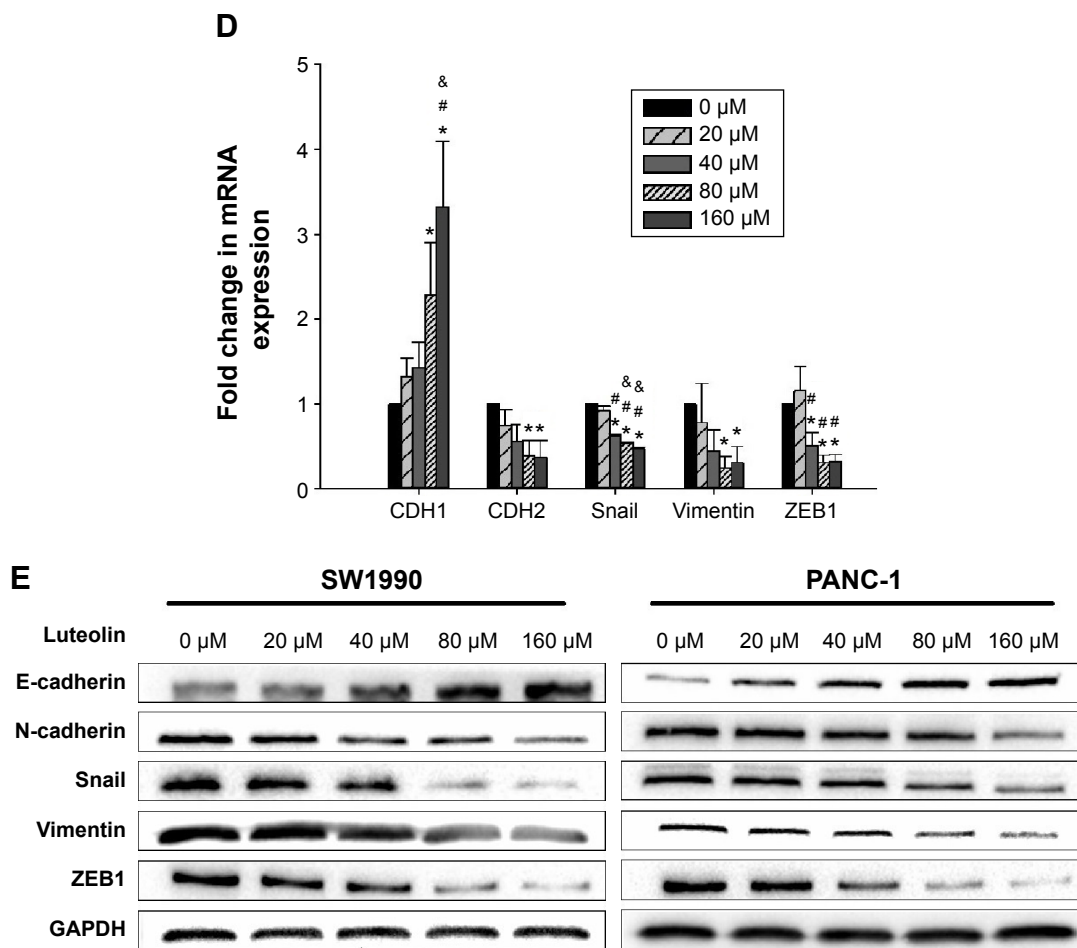 D
Fold change in mRNA
expression
5
4
3
2
1
0
&
#
*
*
**
#
*
&
#
*
&
#
*
*
*
#
*
#
*
#
*
0 µM
20 µM
40 µM
80 µM
160 µM
CDH1 CDH2 Snail Vimentin ZEB1
E
SW1990 PANC-1
Luteolin 0 µM 20 µM 40 µM 80 µM 160 µM 0 µM 20 µM 40 µM 80 µM 160 µM
E-cadherin
N-cadherin
Snail
Vimentin
ZEB1
GAPDH